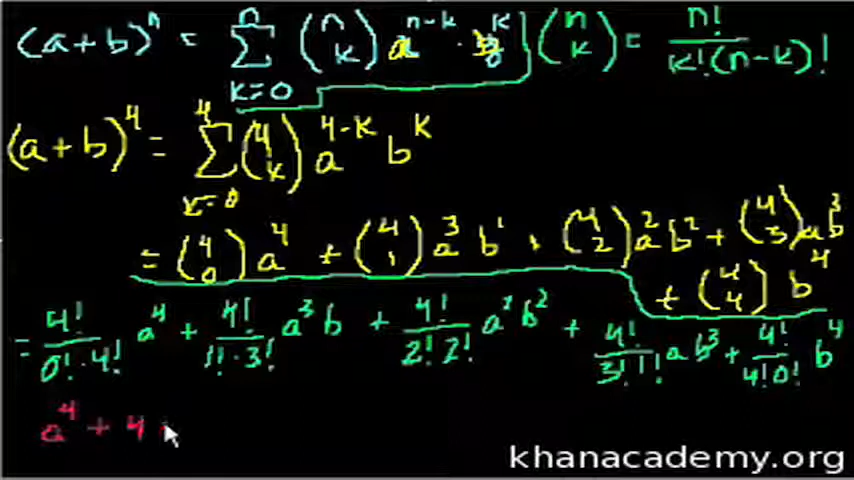 (a+b)^n = ∑_{k=0}^{n} (n k) a^{n-k} · b^k (n k) = n!/(k!(n-k)!)
(a+b)^4 = ∑_{k=0}^{4} (4 k) a^{4-k} b^k
= (4 0) a^4 + (4 1) a^3 b^1 + (4 2) a^2 b^2 + (4 3) ab^3
+ (4 4) b^4
= 4!/(0!·4!) a^4 + 4!/(1!·3!) a^3 b + 4!/(2!·2!) a^2 b^2 + 4!/(3!1!) ab^3 + 4!/(4!0!) b^4
a^4 + 4
khanacademy.org